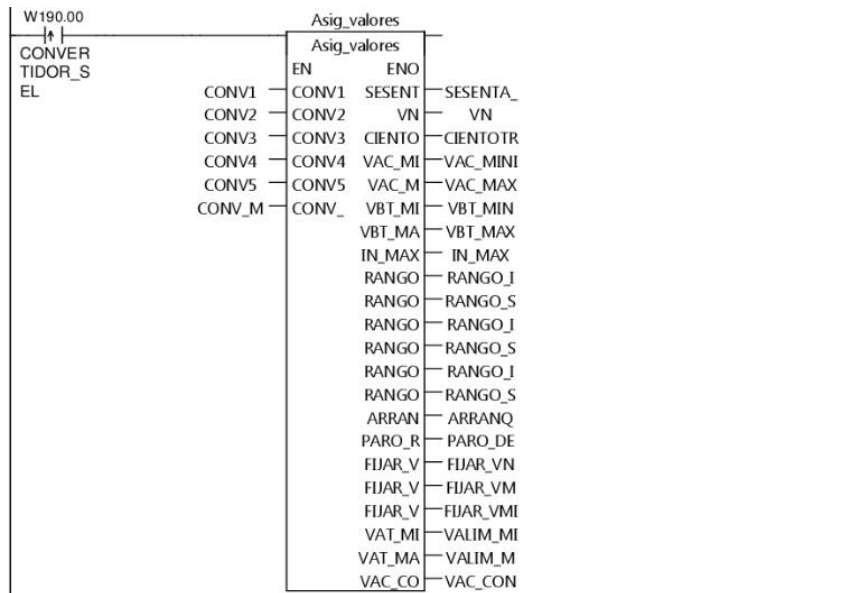 W190.00
CONVER
TIDOR_S
EL
Asig_valores
Asig_valores
EN ENO
CONV1 CONV1 SESENT SESENTA_
CONV2 CONV2 VN VN
CONV3 CONV3 CIENTO CIENTOTR
CONV4 CONV4 VAC_MI VAC_MINI
CONV5 CONV5 VAC_M VAC_MAX
CONV_M CONV_ VBT_MI VBT_MIN
VBT_MA VBT_MAX
IN_MAX IN_MAX
RANGO RANGO_I
RANGO RANGO_S
RANGO RANGO_I
RANGO RANGO_S
RANGO RANGO_I
RANGO RANGO_S
ARRAN ARRANQ
PARO_R PARO_DE
FIJAR_V FIJAR_VN
FIJAR_V FIJAR_VM
FIJAR_V FIJAR_VMI
VAT_MI VALIM_MI
VAT_MA VALIM_M
VAC_CO VAC_CON